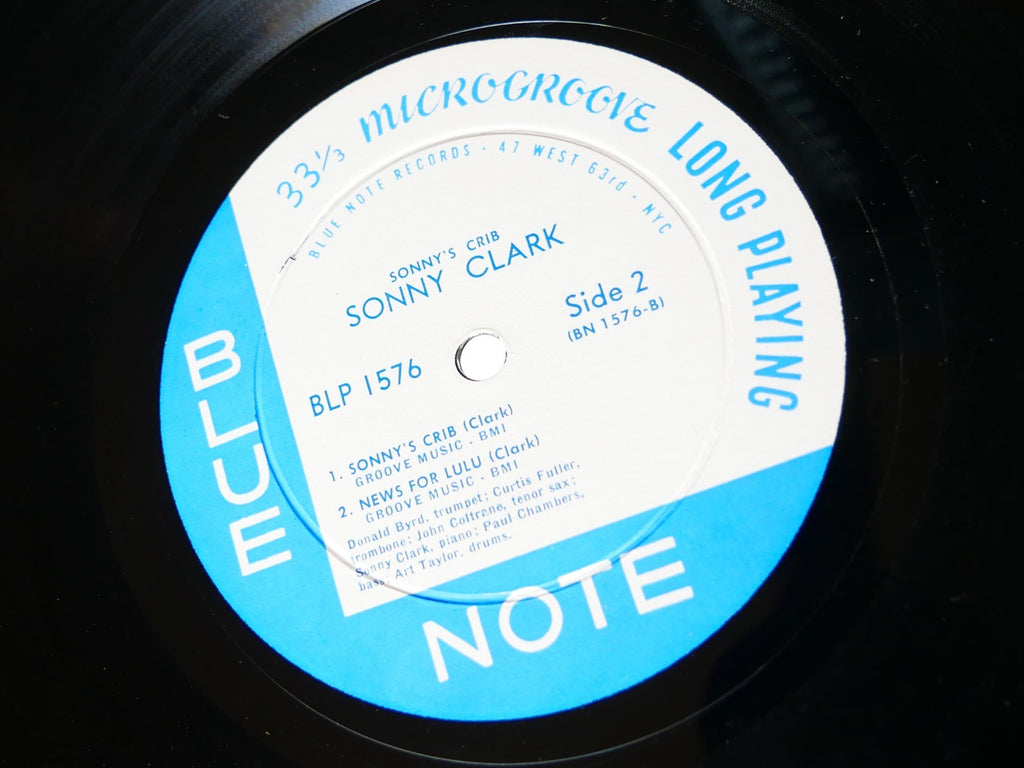 33⅓ MICROGROOVE LONG PLAYING
BLUE NOTE RECORDS · 47 WEST 63rd · NYC
SONNY'S CRIB
SONNY CLARK
Side 2
(BN 1576-B)
BLP 1576
1. SONNY'S CRIB (Clark)
GROOVE MUSIC - BMI
2. NEWS FOR LULU (Clark)
GROOVE MUSIC - BMI
Donald Byrd, trumpet; Curtis Fuller,
trombone; John Coltrane, tenor sax;
Sonny Clark, piano; Paul Chambers,
bass; Art Taylor, drums.
BLUE
NOTE